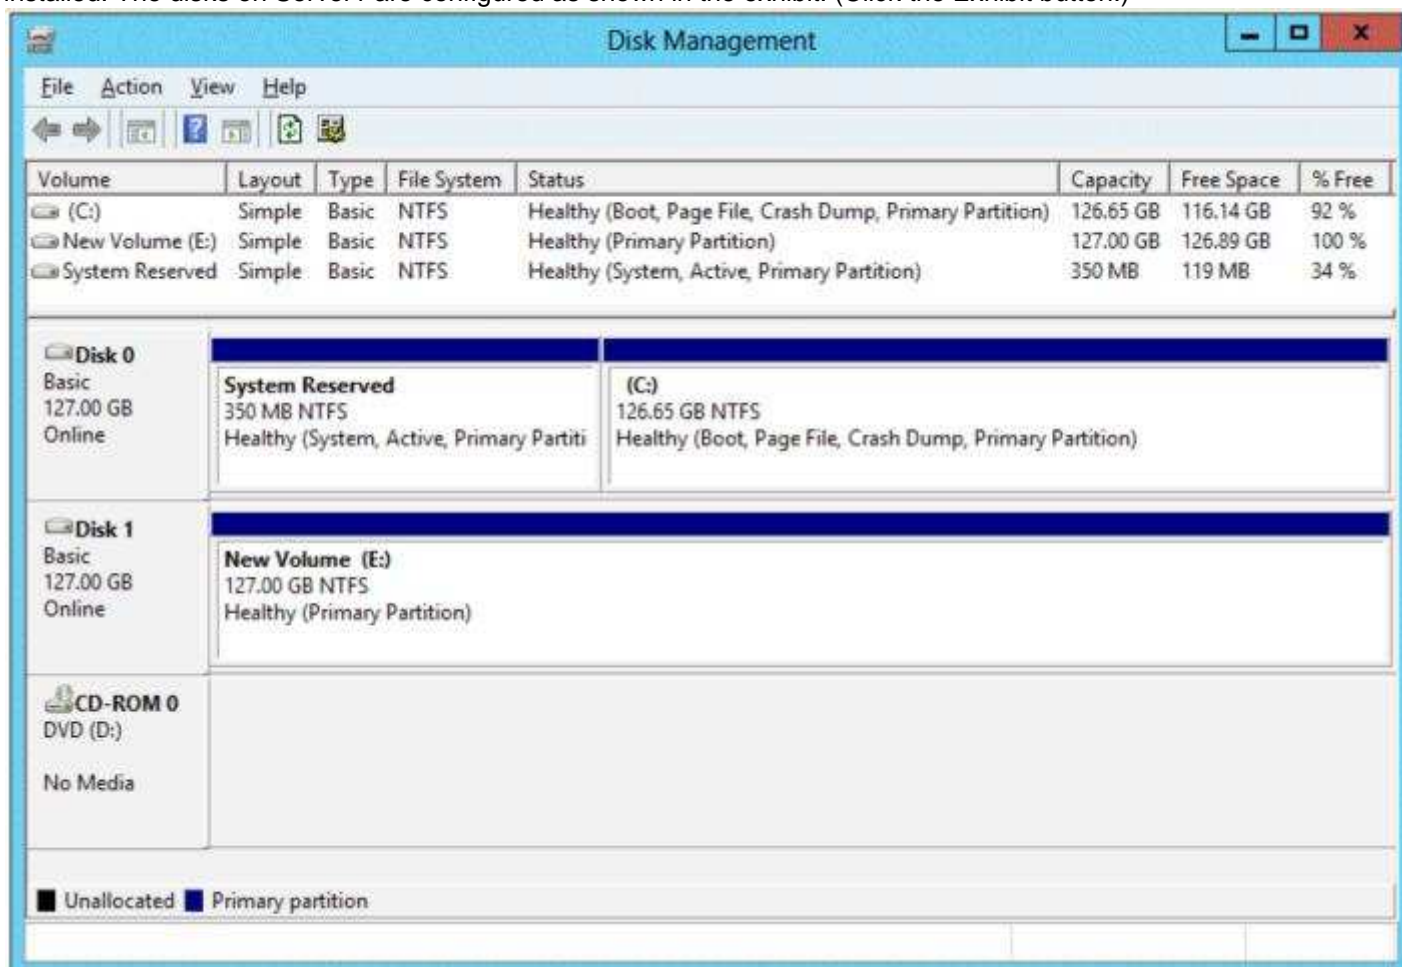 installed. The disks on Server1 are configured as shown in the exhibit. (Click the Exhibit button.)
Disk Management
File Action View Help
Volume Layout Type File System Status Capacity Free Space % Free
(C:) Simple Basic NTFS Healthy (Boot, Page File, Crash Dump, Primary Partition) 126.65 GB 116.14 GB 92 %
New Volume (E:) Simple Basic NTFS Healthy (Primary Partition) 127.00 GB 126.89 GB 100 %
System Reserved Simple Basic NTFS Healthy (System, Active, Primary Partition) 350 MB 119 MB 34 %
Disk 0
Basic
127.00 GB
Online
System Reserved
350 MB NTFS
Healthy (System, Active, Primary Partiti
(C:)
126.65 GB NTFS
Healthy (Boot, Page File, Crash Dump, Primary Partition)
Disk 1
Basic
127.00 GB
Online
New Volume (E:)
127.00 GB NTFS
Healthy (Primary Partition)
CD-ROM 0
DVD (D:)
No Media
Unallocated Primary partition